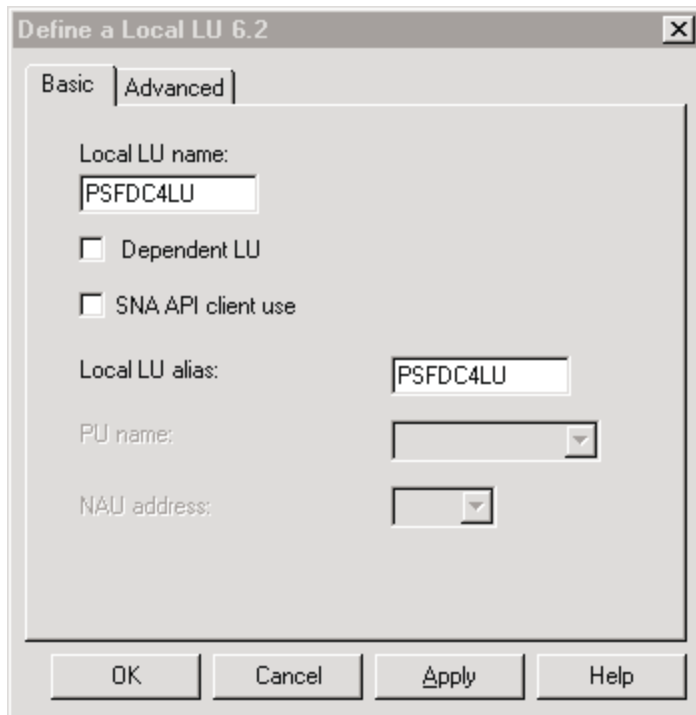 Define a Local LU 6.2
Basic Advanced
Local LU name:
PSFDC4LU
Dependent LU
SNA API client use
Local LU alias: PSFDC4LU
PU name:
NAU address:
OK Cancel Apply Help